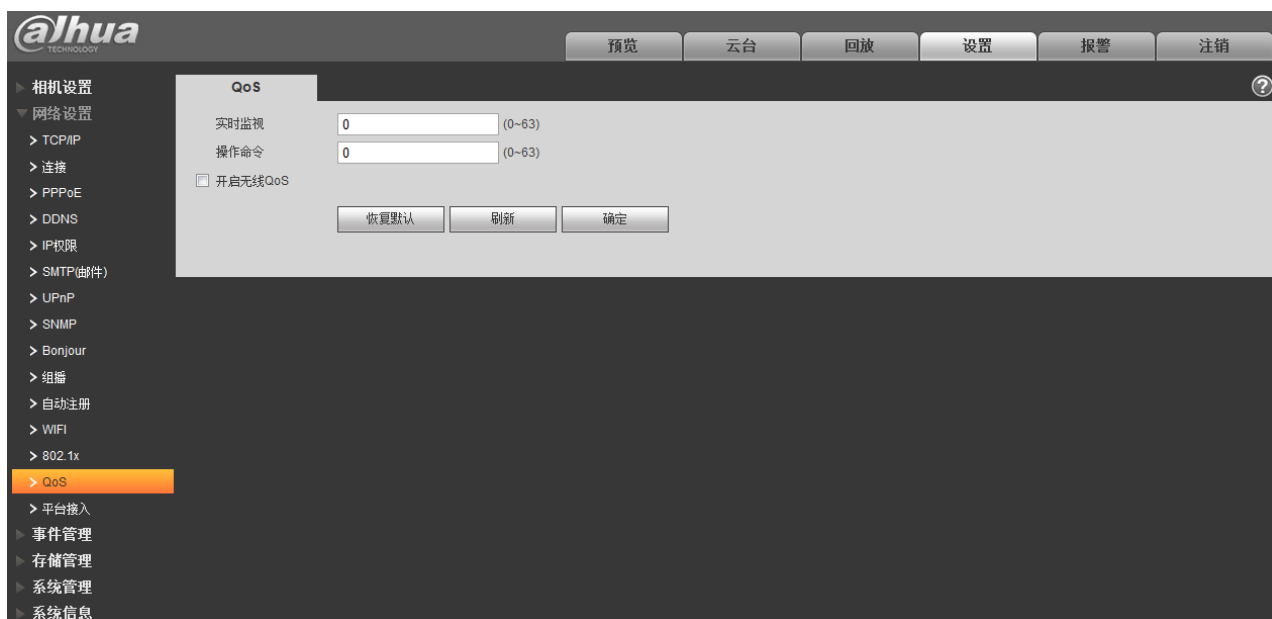 alhua
TECHNOLOGY
预览
云台
回放
设置
报警
注销
相机设置
网络设置
> TCP/IP
> 连接
> PPPoE
> DDNS
> IP权限
> SMTP(邮件)
> UPnP
> SNMP
> Bonjour
> 组播
> 自动注册
> WIFI
> 802.1x
> QoS
> 平台接入
事件管理
存储管理
系统管理
系统信息
QoS
?
实时监视 0 (0~63)
操作命令 0 (0~63)
开启无线QoS
恢复默认 刷新 确定